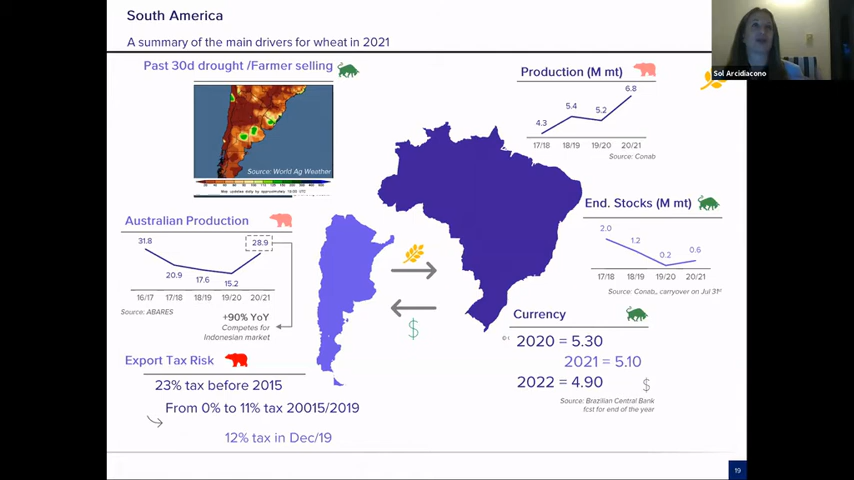 South America
A summary of the main drivers for wheat in 2021
Sol Arcidiacono
Past 30d drought /Farmer selling
Source: World Ag Weather
Australian Production
31.8
20.9
17.6
15.2
28.9
16/17 17/18 18/19 19/20 20/21
Source: ABARES
+90% YoY
Competes for
Indonesian market
Export Tax Risk
23% tax before 2015
From 0% to 11% tax 20015/2019
12% tax in Dec/19
$
Production (M mt)
4.3
5.4
5.2
6.8
17/18 18/19 19/20 20/21
Source: Conab
End. Stocks (M mt)
2.0
1.2
0.2
0.6
17/18 18/19 19/20 20/21
Source: Conab, carryover on Jul 31st
Currency
2020 = 5.30
2021 = 5.10
2022 = 4.90
$
Source: Brazilian Central Bank
fcst for end of the year
19